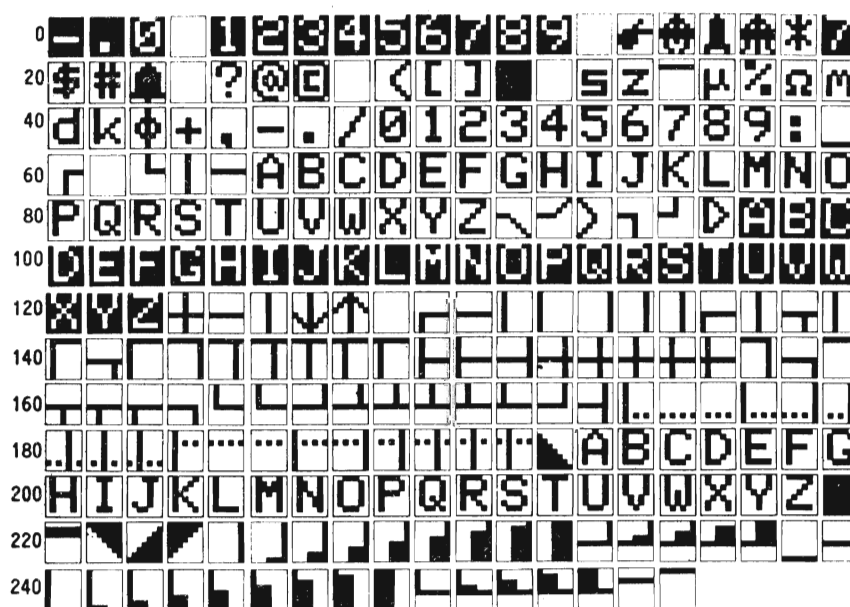 0 - . 0 1 2 3 4 5 6 7 8 9 *
20 $ # ? @ © < [ ] s z µ % Ω m
40 d k ϕ + , - . / 0 1 2 3 4 5 6 7 8 9 : _
60 A B C D E F G H I J K L M N O
80 P Q R S T U V W X Y Z A B C
100 D E F G H I J K L M N O P Q R S T U V W
120 X Y Z ↓ ↑
140
160
180 A B C D E F G
200 H I J K L M N O P Q R S T U V W X Y Z
220
240